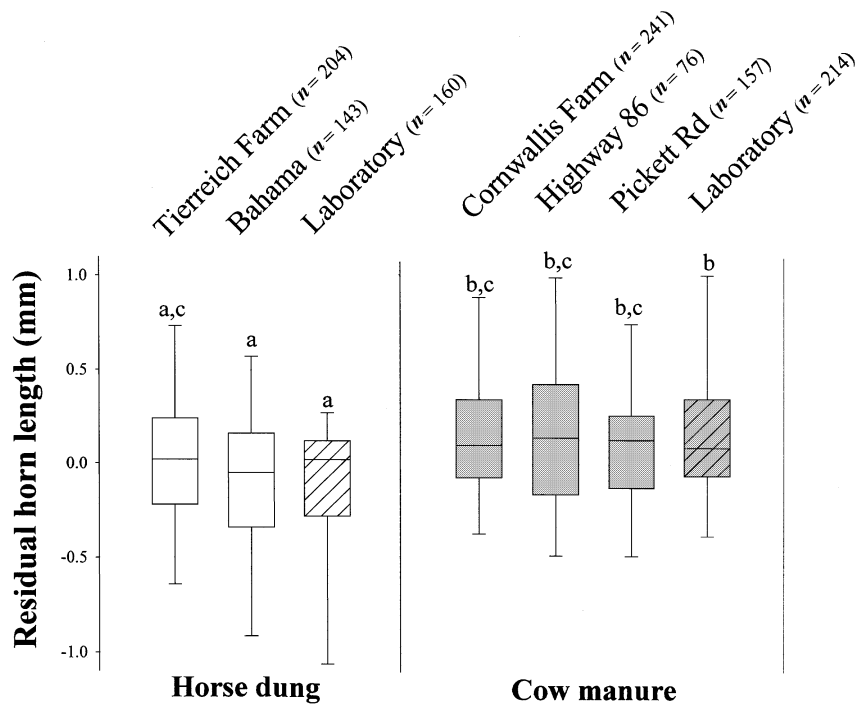 Tierreich Farm (n = 204)
Bahama (n = 143)
Laboratory (n = 160)
Cornwallis Farm (n = 241)
Highway 86 (n = 76)
Pickett Rd (n = 157)
Laboratory (n = 214)
Residual horn length (mm)
1.0
0.5
0.0
-0.5
-1.0
a,c
a
a
b,c
b,c
b,c
b
Horse dung
Cow manure